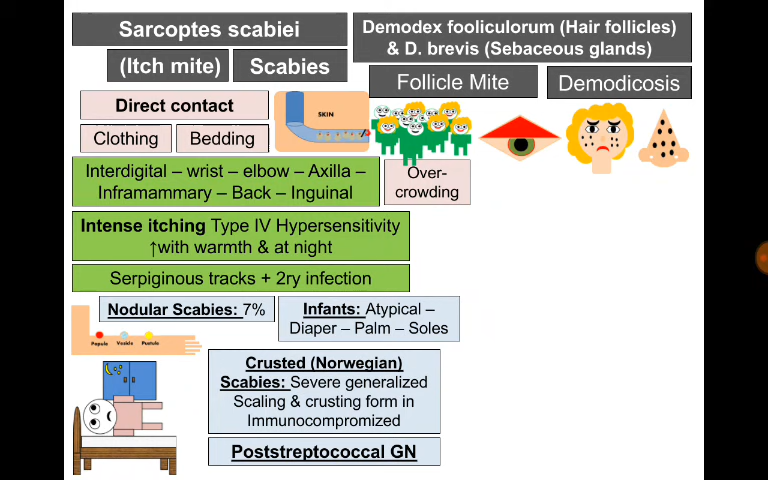 Sarcoptes scabiei
(Itch mite)
Scabies
Demodex fooliculorum (Hair follicles)
& D. brevis (Sebaceous glands)
Follicle Mite
Demodicosis
Direct contact
Clothing
Bedding
SKIN
Interdigital – wrist – elbow – Axilla –
Inframammary – Back – Inguinal
Over-
crowding
Intense itching Type IV Hypersensitivity
↑with warmth & at night
Serpiginous tracks + 2ry infection
Nodular Scabies: 7%
Infants: Atypical –
Diaper – Palm – Soles
Papule Vesicle Pustule
Crusted (Norwegian)
Scabies: Severe generalized
Scaling & crusting form in
Immunocompromized
Poststreptococcal GN